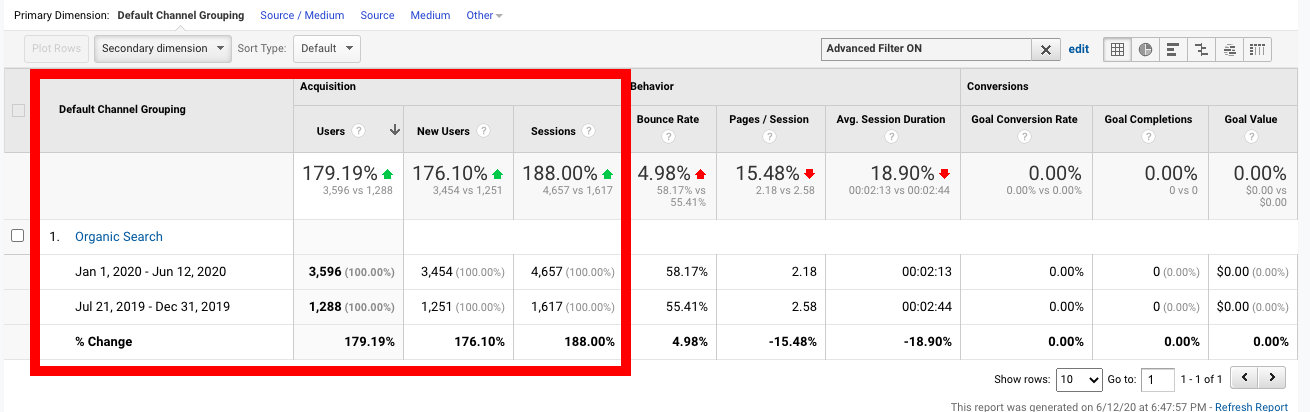 Primary Dimension: Default Channel Grouping Source / Medium Source Medium Other
Plot Rows Secondary dimension Sort Type: Default Advanced Filter ON edit
Default Channel Grouping Acquisition Behavior Conversions
Users ? New Users ? Sessions ? Bounce Rate ? Pages / Session ? Avg. Session Duration ? Goal Conversion Rate ? Goal Completions ? Goal Value ?
179.19% 176.10% 188.00% 4.98% 15.48% 18.90% 0.00% 0.00% 0.00%
3,596 vs 1,288 3,454 vs 1,251 4,657 vs 1,617 58.17% vs 55.41% 2.18 vs 2.58 00:02:13 vs 00:02:44 0.00% vs 0.00% 0 vs 0 $0.00 vs $0.00
1. Organic Search
Jan 1, 2020 - Jun 12, 2020 3,596 (100.00%) 3,454 (100.00%) 4,657 (100.00%) 58.17% 2.18 00:02:13 0.00% 0 (0.00%) $0.00 (0.00%)
Jul 21, 2019 - Dec 31, 2019 1,288 (100.00%) 1,251 (100.00%) 1,617 (100.00%) 55.41% 2.58 00:02:44 0.00% 0 (0.00%) $0.00 (0.00%)
% Change 179.19% 176.10% 188.00% 4.98% -15.48% -18.90% 0.00% 0.00% 0.00%
Show rows: 10 Go to: 1 1 - 1 of 1
This report was generated on 6/12/20 at 6:47:57 PM - Refresh Report